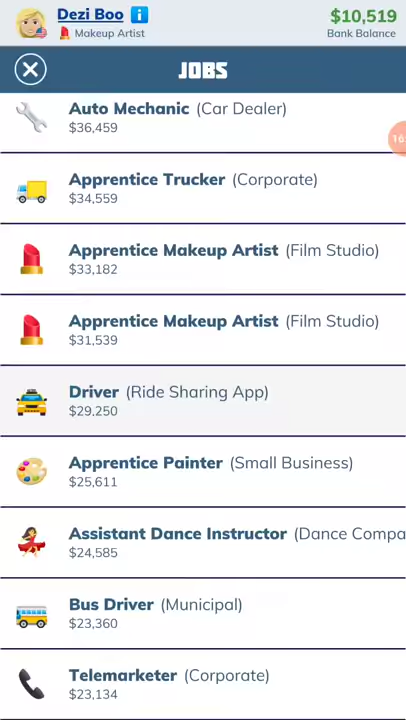 Dezi Boo i
$10,519
Makeup Artist
Bank Balance
JOBS
Auto Mechanic (Car Dealer)
$36,459
16
Apprentice Trucker (Corporate)
$34,559
Apprentice Makeup Artist (Film Studio)
$33,182
Apprentice Makeup Artist (Film Studio)
$31,539
Driver (Ride Sharing App)
$29,250
Apprentice Painter (Small Business)
$25,611
Assistant Dance Instructor (Dance Compa
$24,585
Bus Driver (Municipal)
$23,360
Telemarketer (Corporate)
$23,134